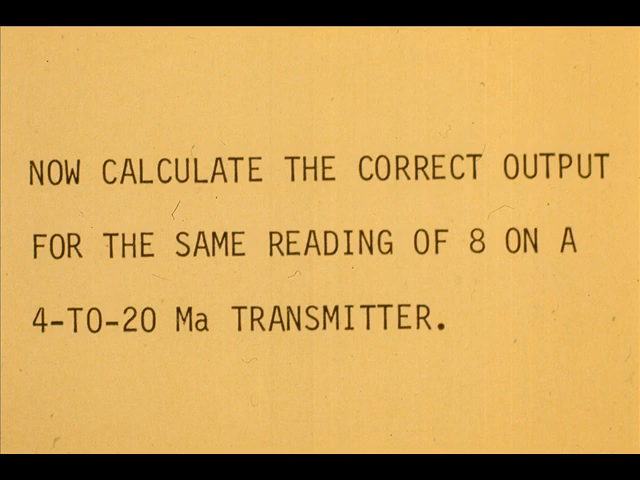 NOW CALCULATE THE CORRECT OUTPUT
FOR THE SAME READING OF 8 ON A
4-TO-20 Ma TRANSMITTER.